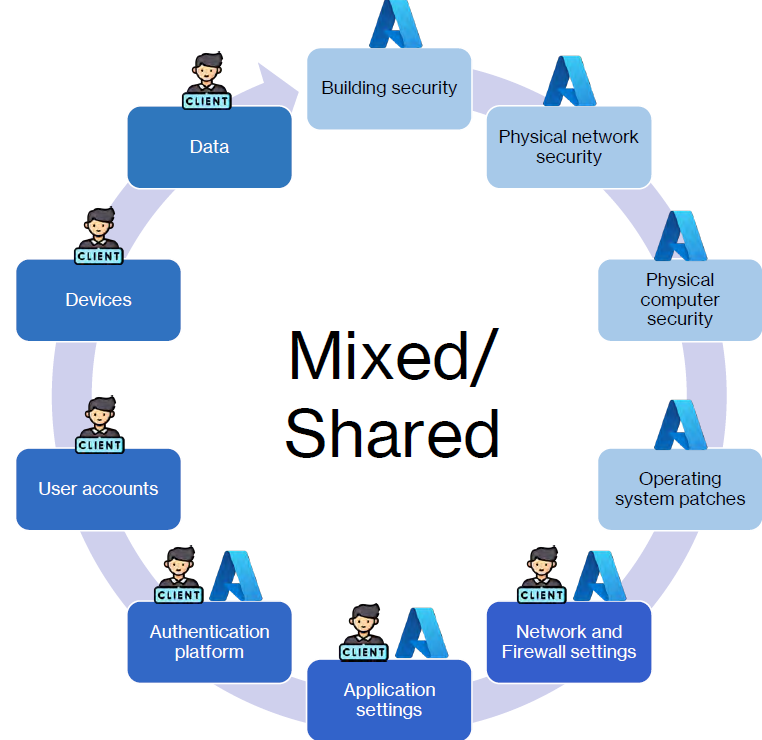 Building security
CLIENT
Data
Physical network
security
CLIENT
Devices
Physical
computer
security
Mixed/
Shared
CLIENT
User accounts
Operating
system patches
CLIENT
Authentication
platform
CLIENT
Application
settings
CLIENT
Network and
Firewall settings